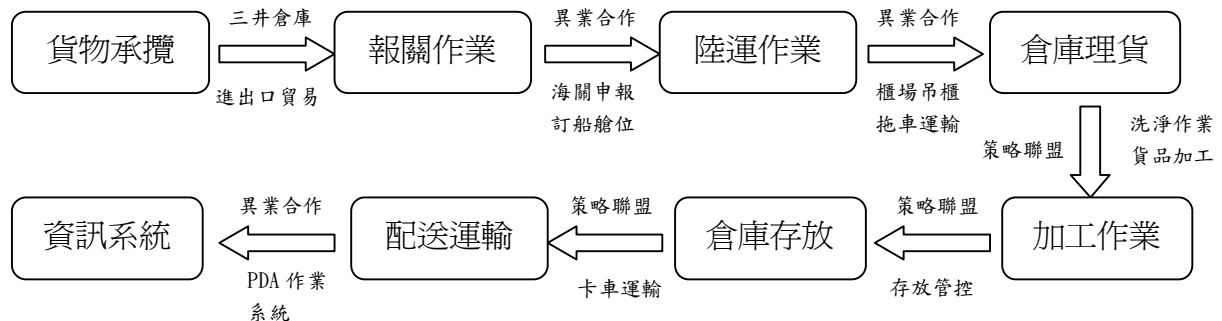 三井倉庫
異業合作
異業合作
貨物承攬
報關作業
陸運作業
倉庫理貨
進出口貿易
海關申報
訂船艙位
櫃場吊櫃
拖車運輸
策略聯盟
洗淨作業
貨品加工
異業合作
策略聯盟
策略聯盟
資訊系統
配送運輸
倉庫存放
加工作業
PDA 作業
系統
卡車運輸
存放管控